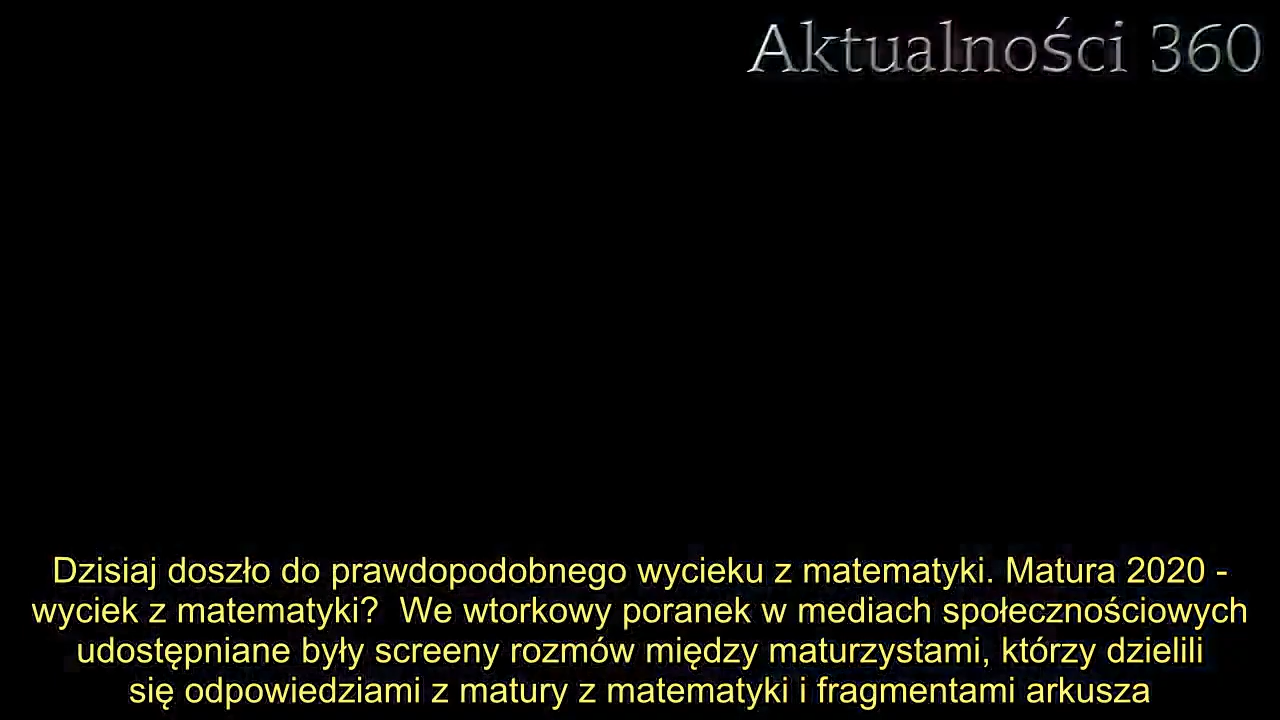 Aktualności 360
Dzisiaj doszło do prawdopodobnego wycieku z matematyki. Matura 2020 -
wyciek z matematyki?  We wtorkowy poranek w mediach społecznościowych
udostępniane były screeny rozmów między maturzystami, którzy dzielili
się odpowiedziami z matury z matematyki i fragmentami arkusza